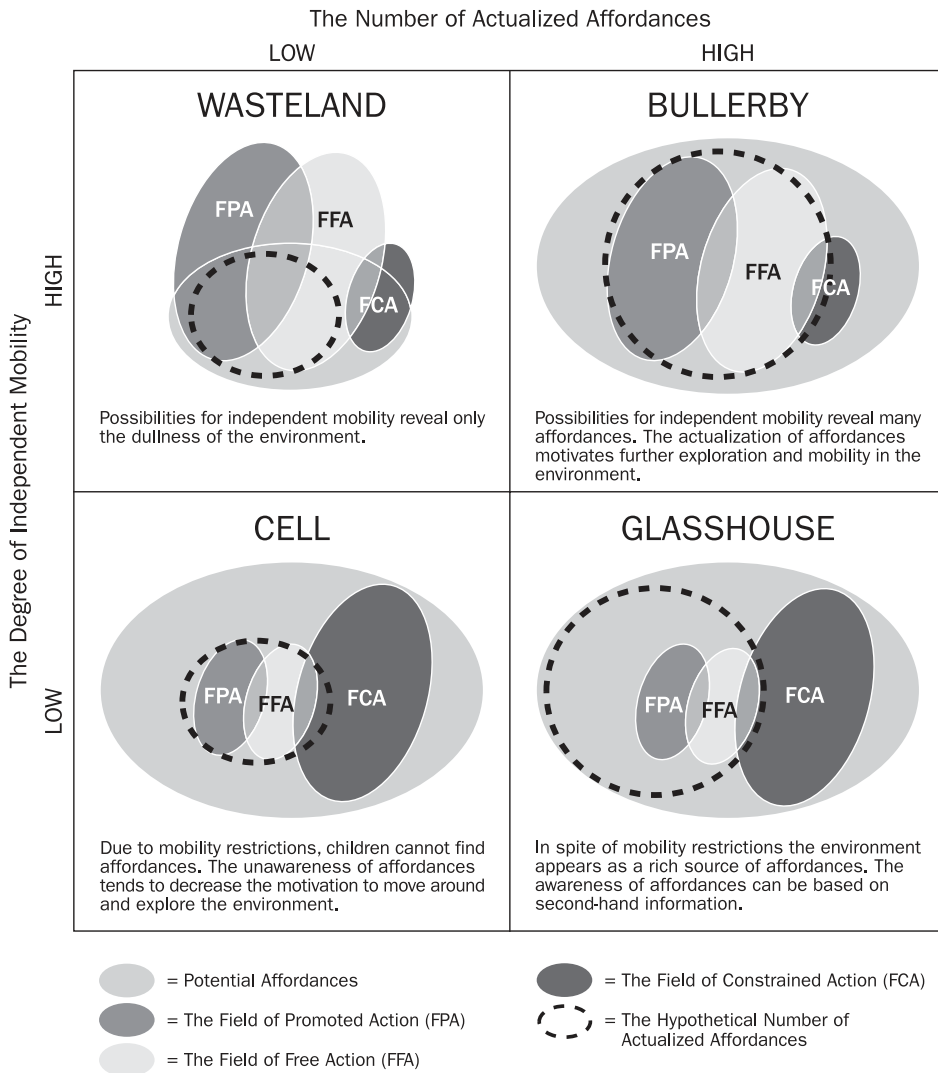 The Number of Actualized Affordances
LOW
HIGH
The Degree of Independent Mobility
HIGH
WASTELAND
FPA
FFA
FCA
Possibilities for independent mobility reveal only
the dullness of the environment.
BULLERBY
FPA
FFA
FCA
Possibilities for independent mobility reveal many
affordances. The actualization of affordances
motivates further exploration and mobility in the
environment.
LOW
CELL
FPA
FFA
FCA
Due to mobility restrictions, children cannot find
affordances. The unawareness of affordances
tends to decrease the motivation to move around
and explore the environment.
GLASSHOUSE
FPA
FFA
FCA
In spite of mobility restrictions the environment
appears as a rich source of affordances. The
awareness of affordances can be based on
second-hand information.
= Potential Affordances
= The Field of Promoted Action (FPA)
= The Field of Free Action (FFA)
= The Field of Constrained Action (FCA)
= The Hypothetical Number of
Actualized Affordances